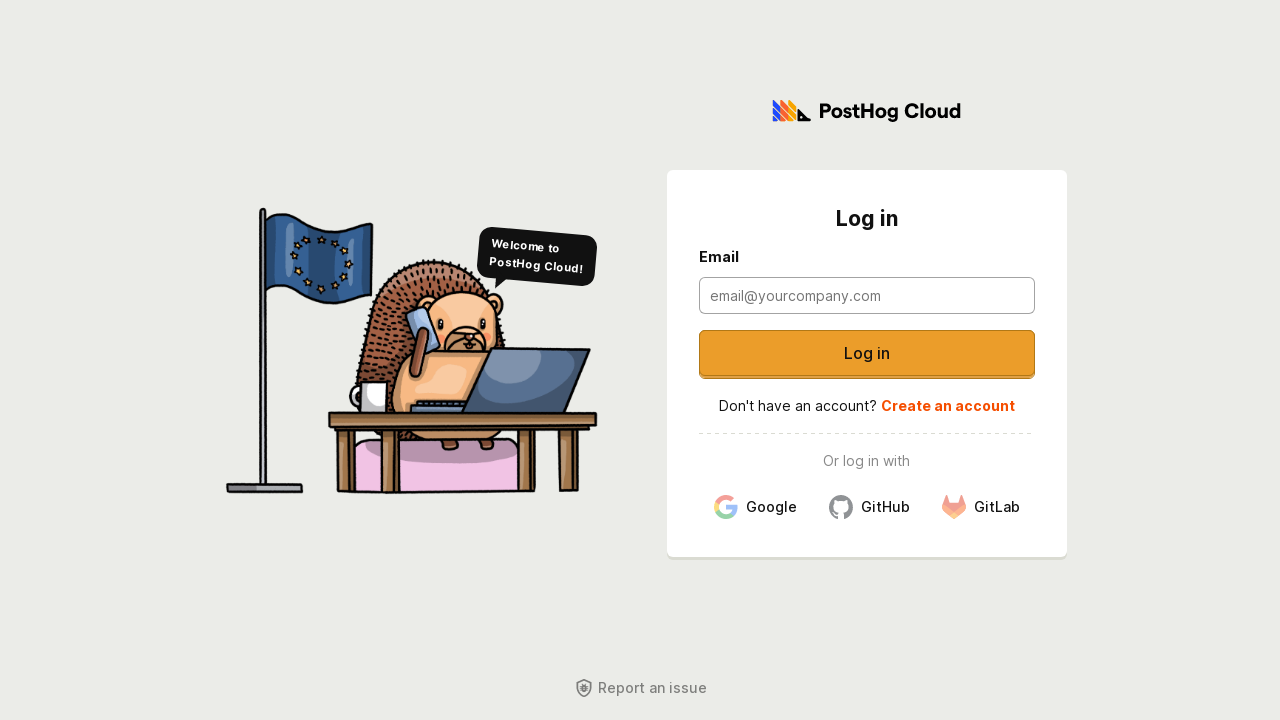 PostHog Cloud
Welcome to
PostHog Cloud!
Log in
Email
email@yourcompany.com
Log in
Don't have an account? Create an account
Or log in with
Google
GitHub
GitLab
Report an issue